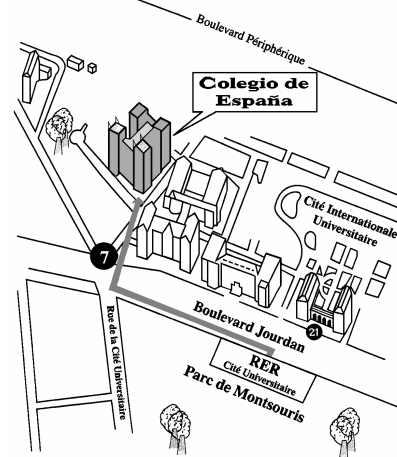 Boulevard Périphérique
Colegio de
España
Cité Internationale
Universitaire
7
Boulevard Jourdan
21
RER
Cité Universitaire
Parc de Montsouris
Rue de la Cité Universitaire